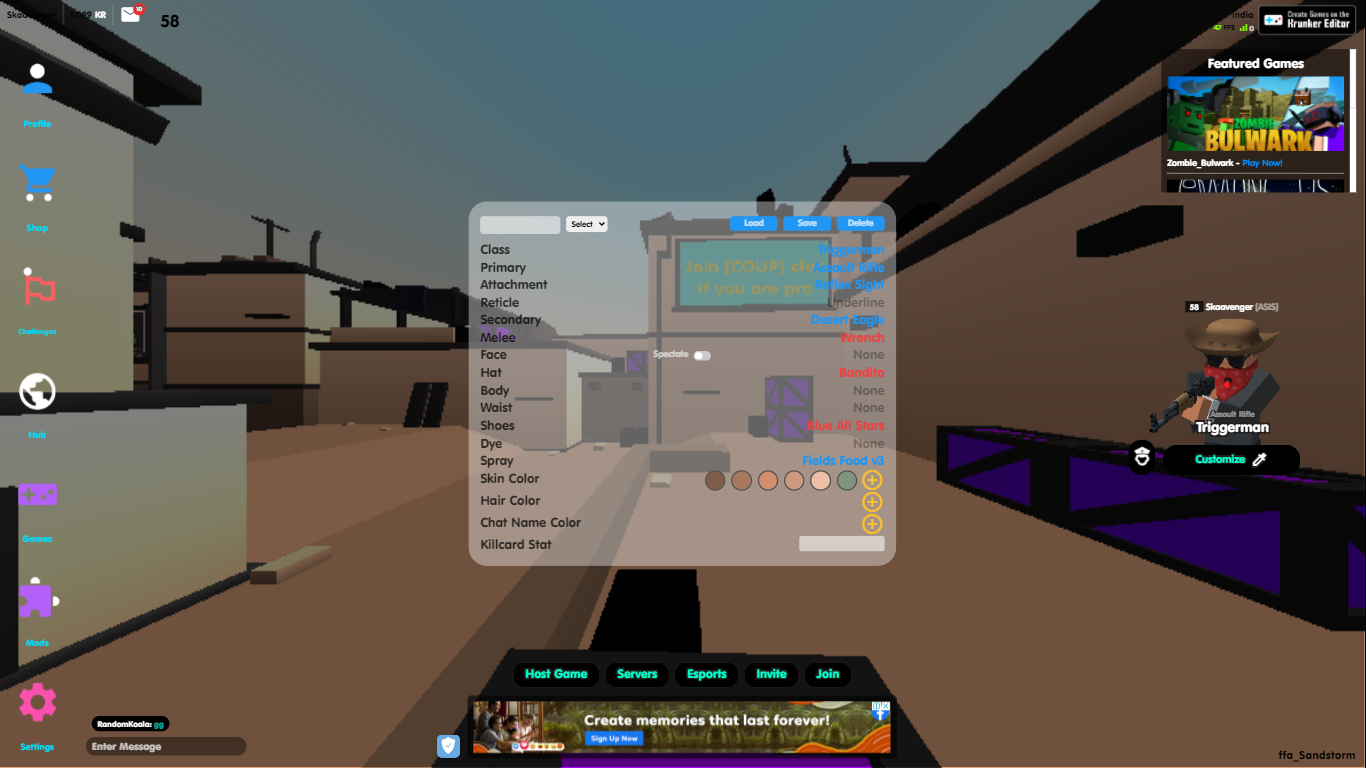 KR
10
58
India
47 FPS
0
Create Games on the
Krunker Editor
Featured Games
ZOMBIE
BULWARK
Zombie_Bulwark - Play Now!
Profile
Shop
Challenges
Hub
Games
Mods
Settings
Select
Load
Save
Delete
Join [COUP]
if you are pro
Class Triggerman
Primary Assault Rifle
Attachment Reflex Sight
Reticle Underline
Secondary Desert Eagle
Melee Wrench
Face None
Spectate
Hat Bandito
Body None
Waist None
Shoes Blue All Stars
Dye None
Spray Fields Food v3
Skin Color
Hair Color
Chat Name Color
Killcard Stat
58 Skaavenger [ASIS]
Assault Rifle
Triggerman
Customize
Host Game
Servers
Esports
Invite
Join
Create memories that last forever!
Sign Up Now
RandomKoala: gg
Enter Message
ffa_Sandstorm